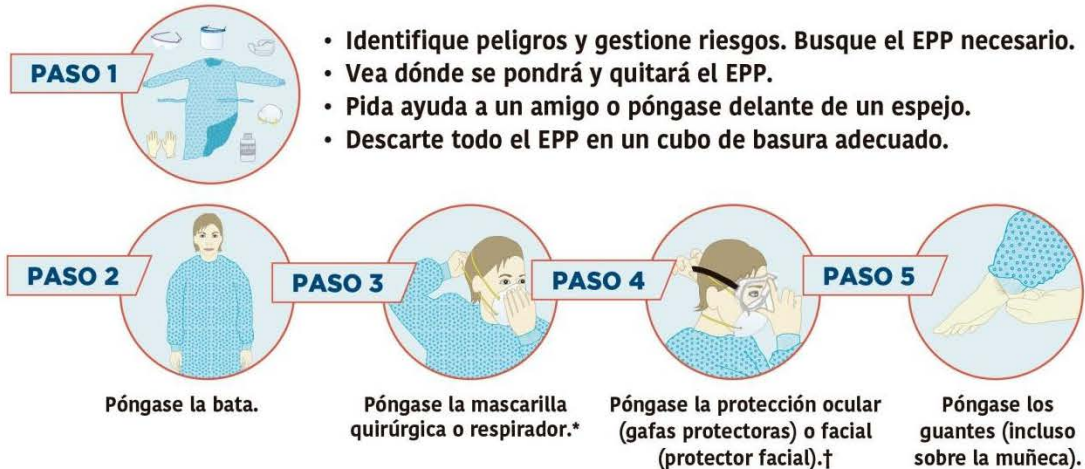 PASO 1
• Identifique peligros y gestione riesgos. Busque el EPP necesario.
• Vea dónde se pondrá y quitará el EPP.
• Pida ayuda a un amigo o póngase delante de un espejo.
• Descarte todo el EPP en un cubo de basura adecuado.
PASO 2
Póngase la bata.
PASO 3
Póngase la mascarilla
quirúrgica o respirador.*
PASO 4
Póngase la protección ocular
(gafas protectoras) o facial
(protector facial).†
PASO 5
Póngase los
guantes (incluso
sobre la muñeca).